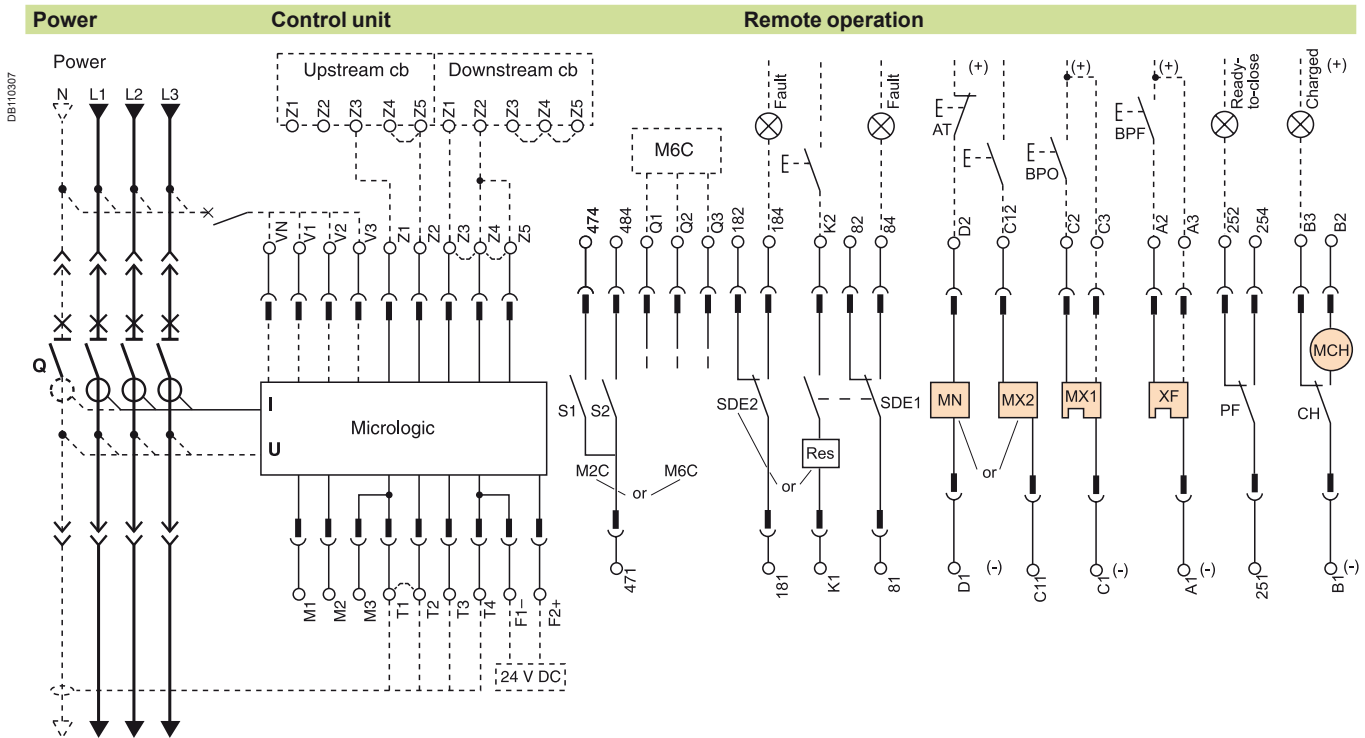 Power Control unit Remote operation
DB110307
Power
N L1 L2 L3
Upstream cb Downstream cb
Z1 Z2 Z3 Z4 Z5 Z1 Z2 Z3 Z4 Z5
M6C
Fault
Fault
AT
(+)
BPO
(+)
BPF
(+)
Ready-
to-close
Charged
(+)
VN V1 V2 V3 Z1 Z2 Z3 Z4 Z5
474 484 Q1 Q2 Q3 182 184 K2 82 84 D2 C12 C2 C3 A2 A3 252 254 B3 B2
Q
I
U
Micrologic
S1 S2
M2C or M6C
SDE2
or
Res
SDE1
MN
or
MX2
MX1
XF
PF
CH
MCH
M1 M2 M3 T1 T2 T3 T4 F1– F2+
24 V DC
471 181 K1 81 D1 (-) C11 C1 (-) A1 (-) 251 B1 (-)